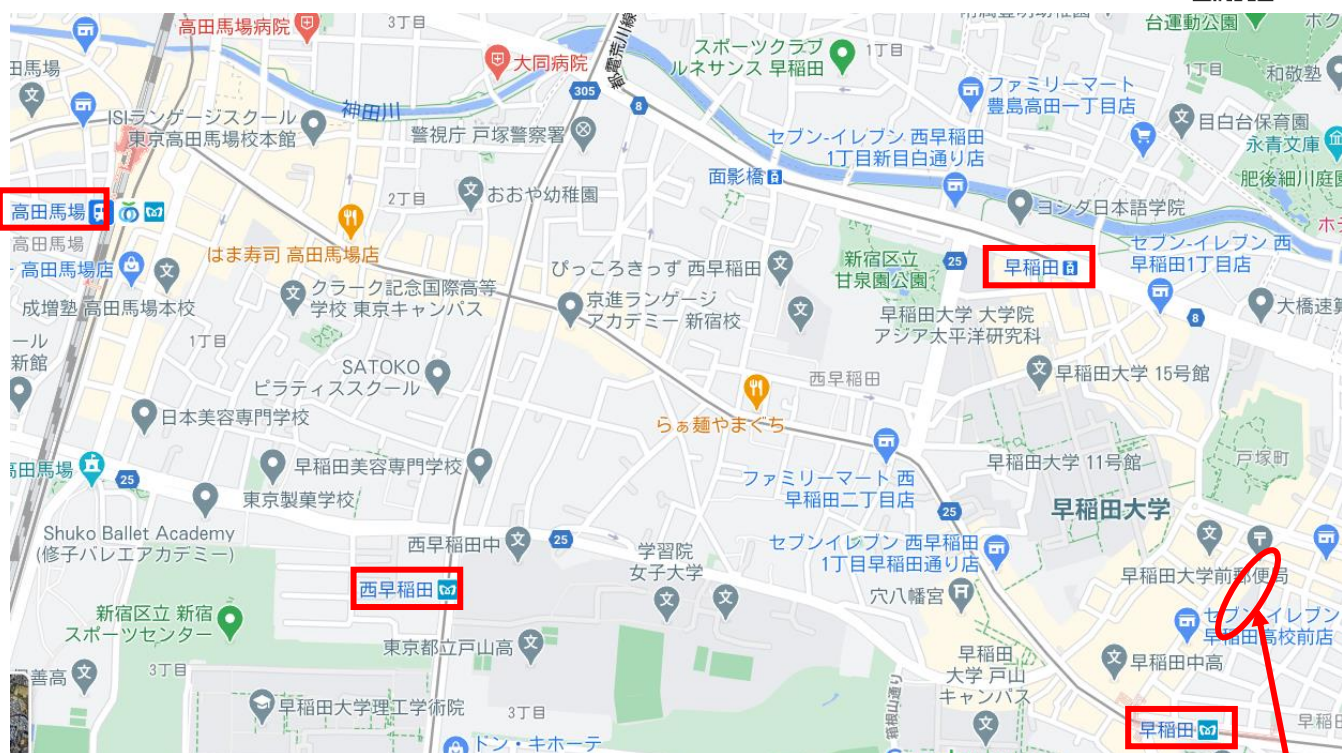 高田馬場病院
3丁目
大同病院
都電荒川線
スポーツクラブ
ルネサンス 早稲田
1丁目
台運動公園
1丁目
和敬塾
田馬場
ISIランゲージスクール
東京高田馬場校本館
神田川
305
8
警視庁 戸塚警察署
ファミリーマート
豊島高田一丁目店
セブン-イレブン 西早稲田
1丁目新目白通り店
目白台保育園
永青文庫
肥後細川庭園
面影橋
2丁目
おおや幼稚園
ヨシダ日本語学院
高田馬場
高田馬場
はま寿司 高田馬場店
高田馬場店
成増塾 高田馬場本校
クラーク記念国際高等
学校 東京キャンパス
ぴっころきっず 西早稲田
新宿区立
甘泉園公園
25
早稲田
セブン-イレブン 西
早稲田1丁目店
京進ランゲージ
アカデミー 新宿校
早稲田大学 大学院
アジア太平洋研究科
8
大橋速算
1丁目
ール
新館
SATOKO
ピラティススクール
西早稲田
早稲田大学 15号館
日本美容専門学校
らぁ麺やまぐち
高田馬場
25
早稲田美容専門学校
東京製菓学校
ファミリーマート 西
早稲田二丁目店
早稲田大学 11号館
戸塚町
早稲田大学
25
Shuko Ballet Academy
(修子バレエアカデミー)
西早稲田中
25
学習院
女子大学
セブンイレブン 西早稲田
1丁目早稲田通り店
早稲田大学前郵便局
西早稲田
穴八幡宮
新宿区立 新宿
スポーツセンター
セブンイレブン
早稲田高校前店
東京都立戸山高
早稲田
大学 戸山
キャンパス
早稲田中高
善高
3丁目
早稲田大学理工学術院
3丁目
箱根山通り
早稲田
早稲田
ドン・キホーテ